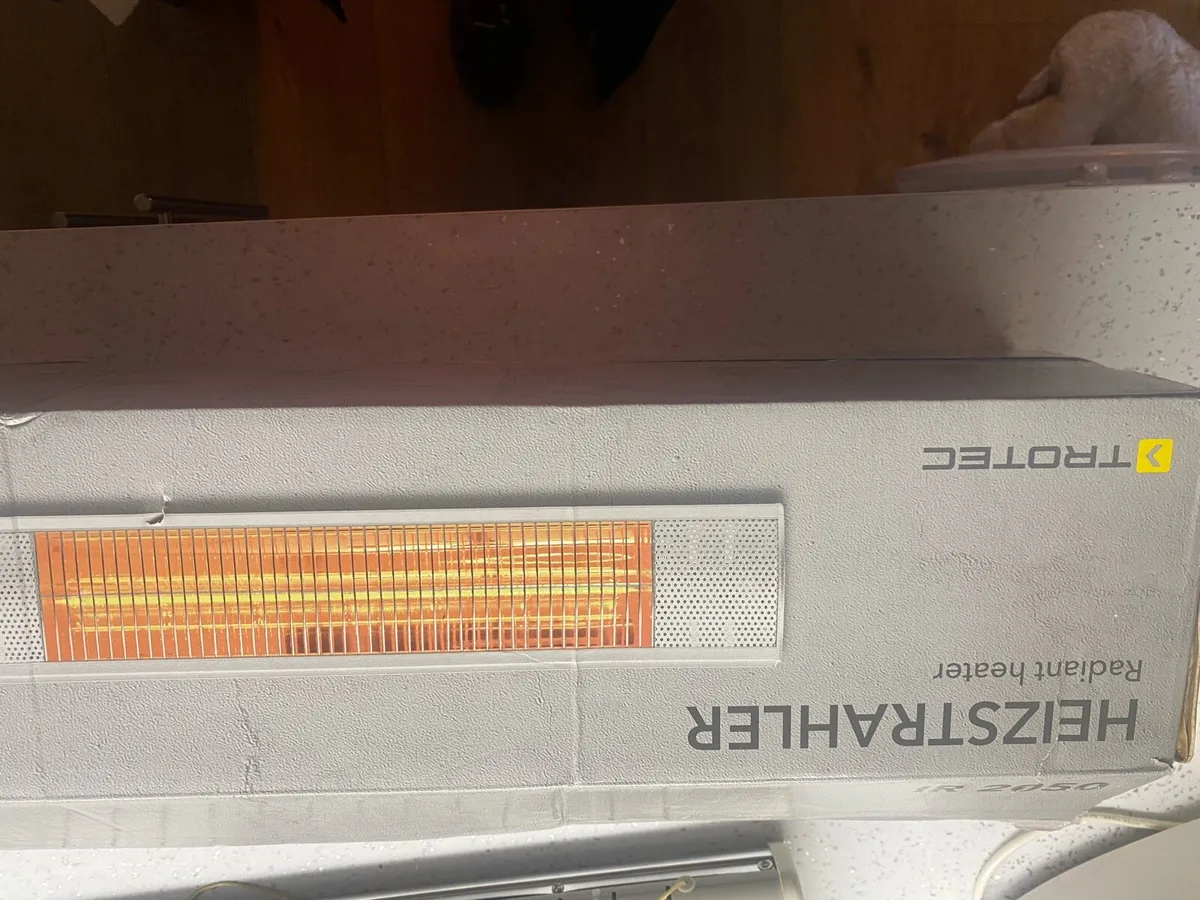 IR 2050
HEIZSTRAHLER
Radiant heater
TROTEC